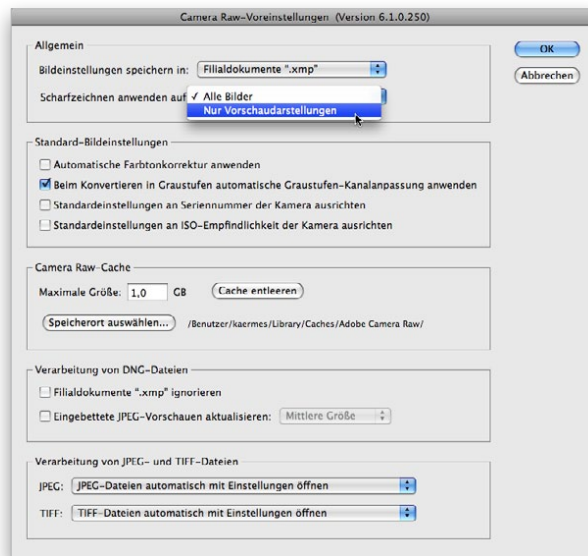 Camera Raw-Voreinstellungen (Version 6.1.0.250)
Allgemein
Bildeinstellungen speichern in: Filialdokumente ".xmp"
OK
Abbrechen
Scharfzeichnen anwenden auf
✓ Alle Bilder
Nur Vorschaudarstellungen
Standard-Bildeinstellungen
Automatische Farbtonkorrektur anwenden
Beim Konvertieren in Graustufen automatische Graustufen-Kanalanpassung anwenden
Standardeinstellungen an Seriennummer der Kamera ausrichten
Standardeinstellungen an ISO-Empfindlichkeit der Kamera ausrichten
Camera Raw-Cache
Maximale Größe: 1,0 GB Cache entleeren
Speicherort auswählen... /Benutzer/kaermes/Library/Caches/Adobe Camera Raw/
Verarbeitung von DNG-Dateien
Filialdokumente ".xmp" ignorieren
Eingebettete JPEG-Vorschauen aktualisieren: Mittlere Größe
Verarbeitung von JPEG- und TIFF-Dateien
JPEG: JPEG-Dateien automatisch mit Einstellungen öffnen
TIFF: TIFF-Dateien automatisch mit Einstellungen öffnen